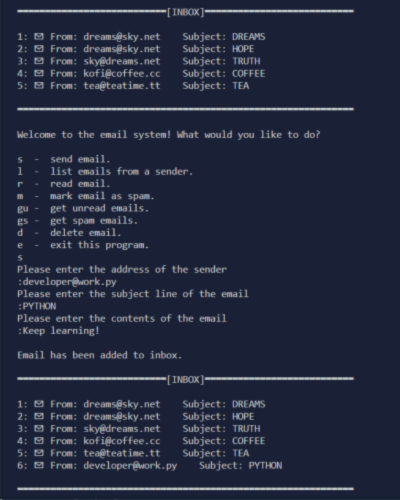 [INBOX]
1: ✉ From: dreams@sky.net    Subject: DREAMS
2: ✉ From: dreams@sky.net    Subject: HOPE
3: ✉ From: sky@dreams.net    Subject: TRUTH
4: ✉ From: kofi@coffee.cc    Subject: COFFEE
5: ✉ From: tea@teatime.tt    Subject: TEA
Welcome to the email system! What would you like to do?
s  -  send email.
l  -  list emails from a sender.
r  -  read email.
m  -  mark email as spam.
gu -  get unread emails.
gs -  get spam emails.
d  -  delete email.
e  -  exit this program.
s
Please enter the address of the sender
:developer@work.py
Please enter the subject line of the email
:PYTHON
Please enter the contents of the email
:Keep learning!
Email has been added to inbox.
[INBOX]
1: ✉ From: dreams@sky.net    Subject: DREAMS
2: ✉ From: dreams@sky.net    Subject: HOPE
3: ✉ From: sky@dreams.net    Subject: TRUTH
4: ✉ From: kofi@coffee.cc    Subject: COFFEE
5: ✉ From: tea@teatime.tt    Subject: TEA
6: ✉ From: developer@work.py    Subject: PYTHON